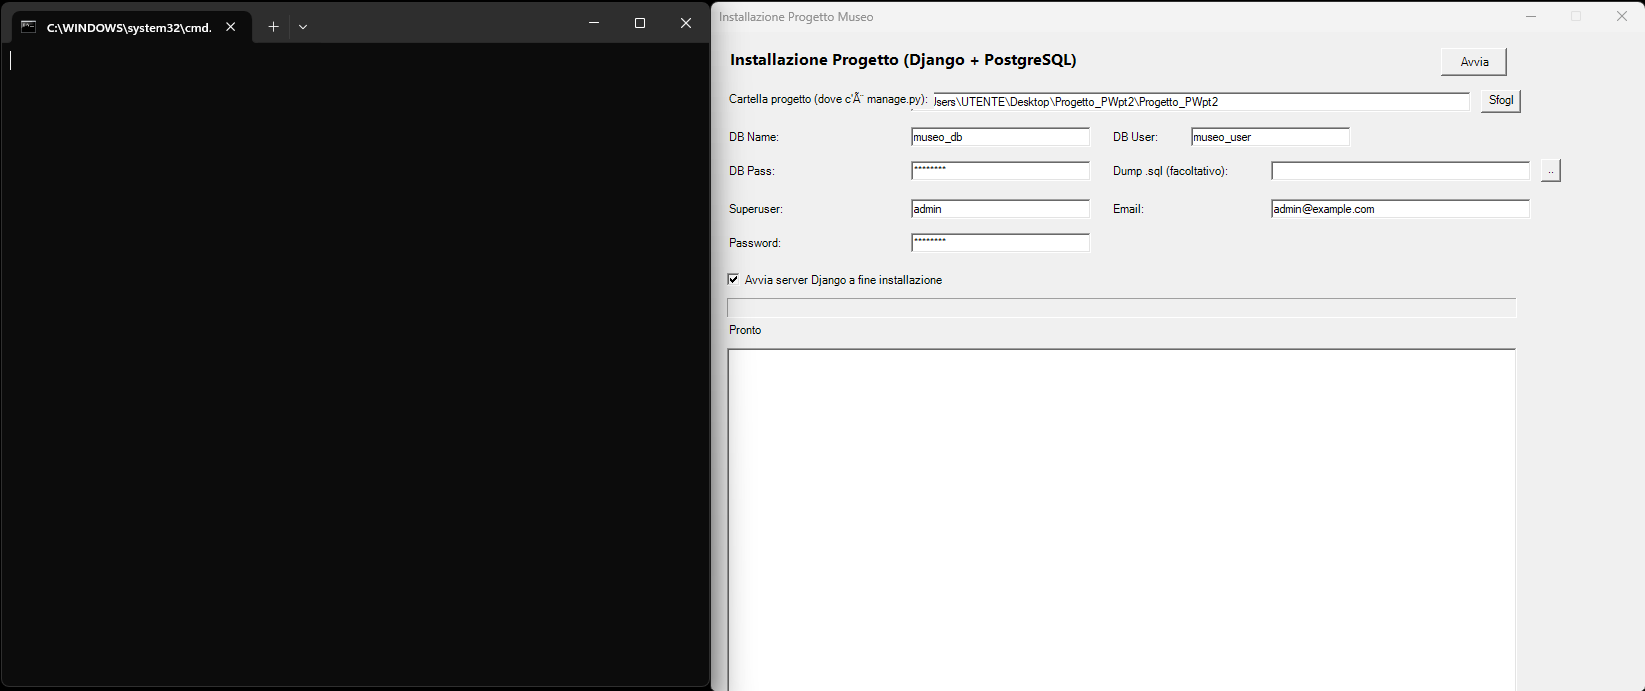 C:\WINDOWS\system32\cmd.
Installazione Progetto Museo
Installazione Progetto (Django + PostgreSQL)
Avvia
Cartella progetto (dove c'Ã¨ manage.py): Jsers\UTENTE\Desktop\Progetto_PWpt2\Progetto_PWpt2 Sfogl
DB Name: museo_db DB User: museo_user
DB Pass: ******** Dump .sql (facoltativo): ..
Superuser: admin Email: admin@example.com
Password: ********
Avvia server Django a fine installazione
Pronto